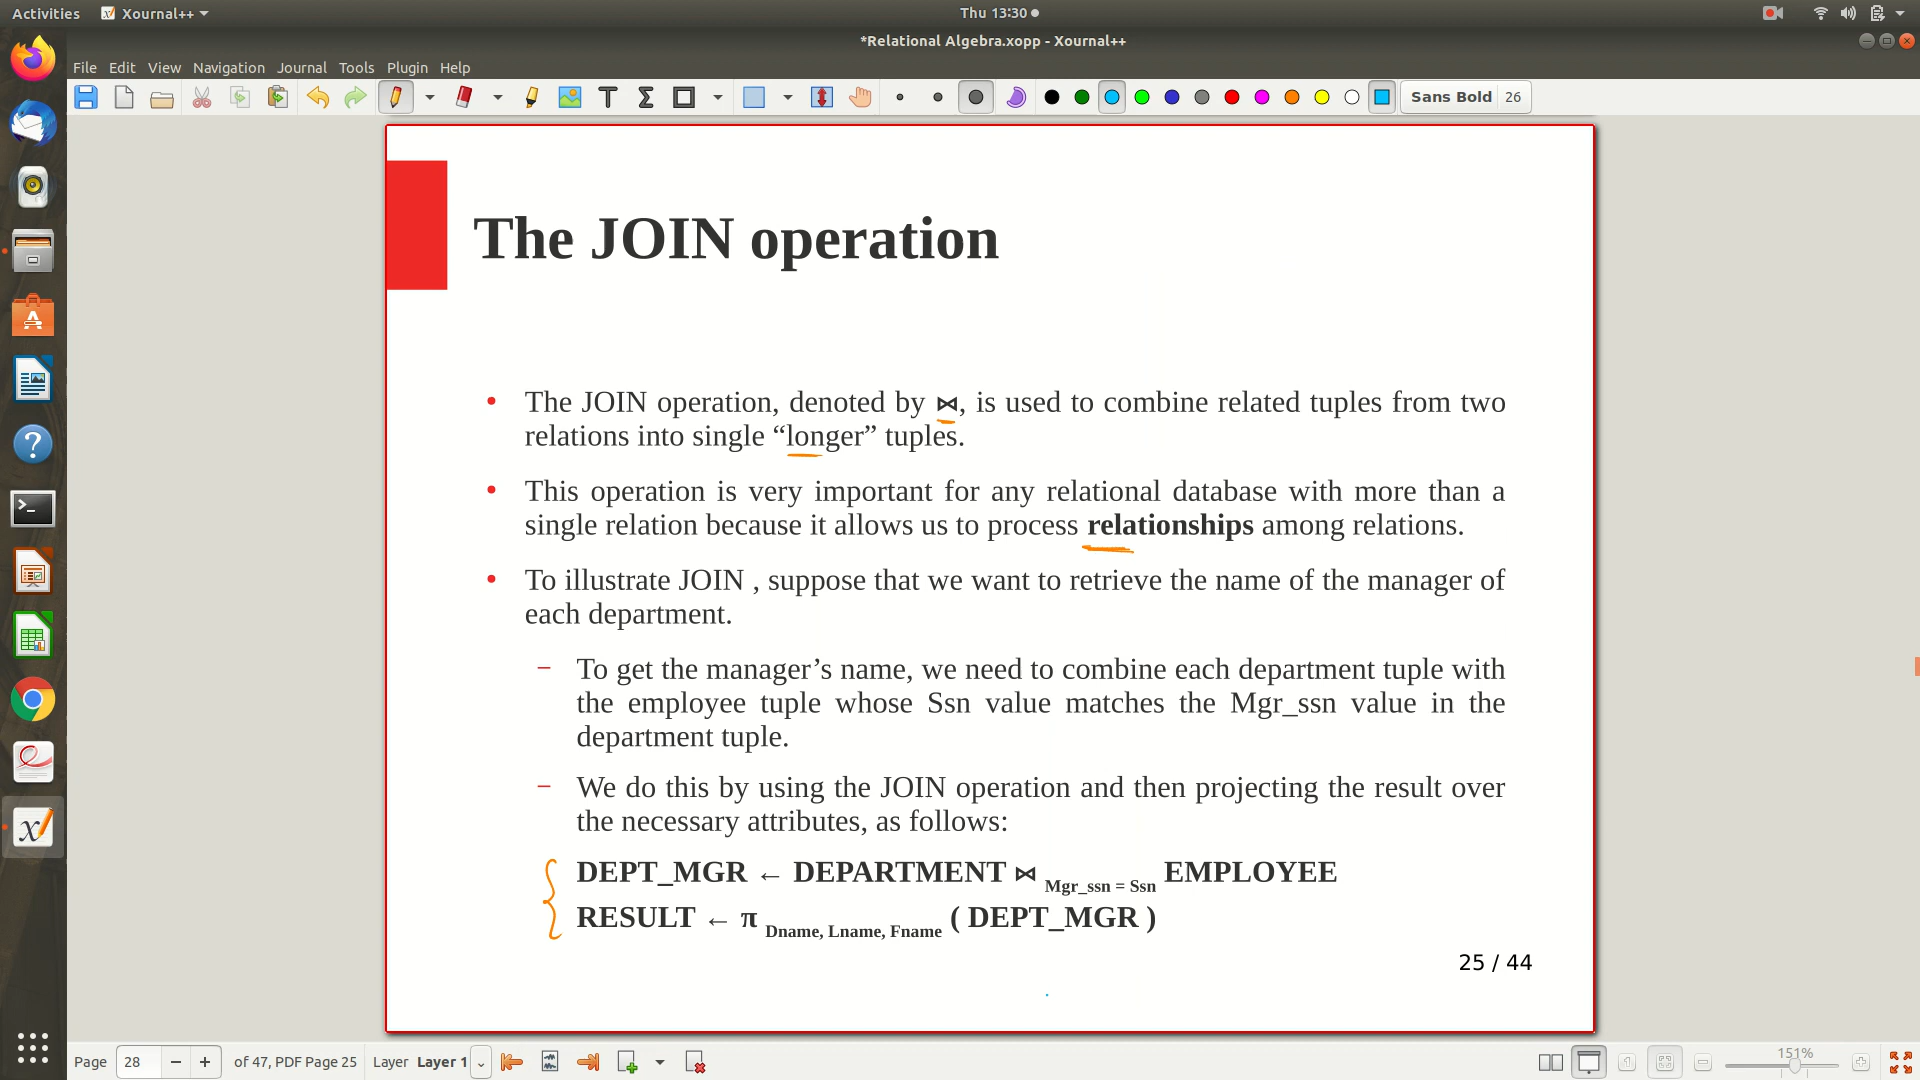 Activities Xournal++ Thu 13:30
*Relational Algebra.xopp - Xournal++
File Edit View Navigation Journal Tools Plugin Help
Sans Bold 26
The JOIN operation
• The JOIN operation, denoted by ⋈, is used to combine related tuples from two
relations into single “longer” tuples.
• This operation is very important for any relational database with more than a
single relation because it allows us to process relationships among relations.
• To illustrate JOIN , suppose that we want to retrieve the name of the manager of
each department.
– To get the manager’s name, we need to combine each department tuple with
the employee tuple whose Ssn value matches the Mgr_ssn value in the
department tuple.
– We do this by using the JOIN operation and then projecting the result over
the necessary attributes, as follows:
DEPT_MGR ← DEPARTMENT ⋈ Mgr_ssn = Ssn EMPLOYEE
RESULT ← π Dname, Lname, Fname ( DEPT_MGR )
25 / 44
Page 28 of 47, PDF Page 25 Layer Layer 1 151%